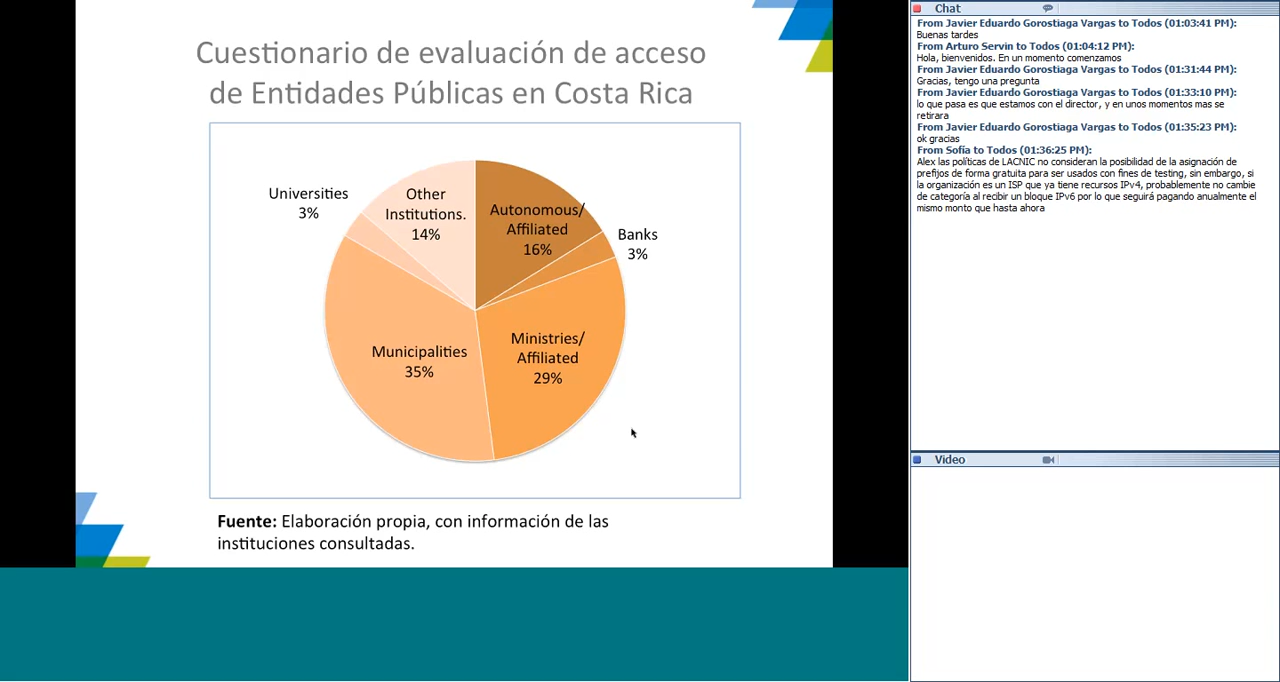 Cuestionario de evaluación de acceso
de Entidades Públicas en Costa Rica
Universities
3%
Other
Institutions.
14%
Autonomous/
Affiliated
16%
Banks
3%
Ministries/
Affiliated
29%
Municipalities
35%
Fuente: Elaboración propia, con información de las
instituciones consultadas.
Chat
From Javier Eduardo Gorostiaga Vargas to Todos (01:03:41 PM):
Buenas tardes
From Arturo Servin to Todos (01:04:12 PM):
Hola, bienvenidos. En un momento comenzamos
From Javier Eduardo Gorostiaga Vargas to Todos (01:31:44 PM):
Gracias, tengo una pregunta
From Javier Eduardo Gorostiaga Vargas to Todos (01:33:10 PM):
lo que pasa es que estamos con el director, y en unos momentos mas se
retirara
From Javier Eduardo Gorostiaga Vargas to Todos (01:35:23 PM):
ok gracias
From Sofía to Todos (01:36:25 PM):
Alex las políticas de LACNIC no consideran la posibilidad de la asignación de
prefijos de forma gratuita para ser usados con fines de testing, sin embargo, si
la organización es un ISP que ya tiene recursos IPv4, probablemente no cambie
de categoría al recibir un bloque IPV6 por lo que seguirá pagando anualmente el
mismo monto que hasta ahora
Video